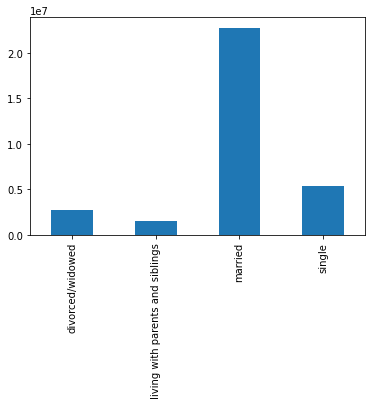 1e7
2.0
1.5
1.0
0.5
0.0
divorced/widowed
living with parents and siblings
married
single